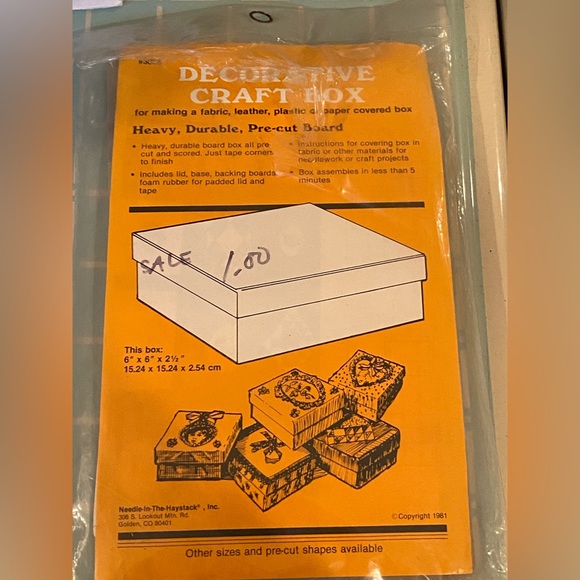 DECORATIVE
CRAFT BOX
for making a fabric, leather, plastic or paper covered box
Heavy, Durable, Pre-cut Board
• Heavy, durable board box all pre
cut and scored. Just tape corners
to finish
• Includes lid, base, backing boards
foam rubber for padded lid and
tape
• Instructions for covering box in
fabric or other materials for
needlework or craft projects
• Box assembles in less than 5
minutes
SALE 1.00
This box:
6" x 6" x 2½"
15.24 x 15.24 x 2.54 cm
Needle-In-The-Haystack®, Inc.
306 S. Lookout Mtn. Rd.
Golden, CO 80401
© Copyright 1981
Other sizes and pre-cut shapes available